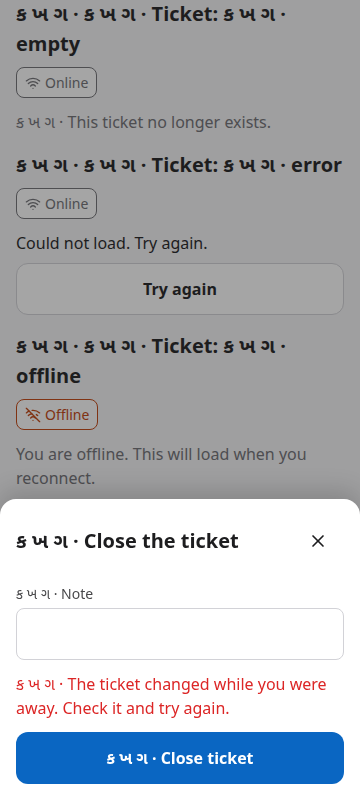 ક ખ ગ · ક ખ ગ · Ticket: ક ખ ગ ·
empty
Online
ક ખ ગ · This ticket no longer exists.
ક ખ ગ · ક ખ ગ · Ticket: ક ખ ગ · error
Online
Could not load. Try again.
Try again
ક ખ ગ · ક ખ ગ · Ticket: ક ખ ગ ·
offline
Offline
You are offline. This will load when you
reconnect.
ક ખ ગ · Close the ticket
ક ખ ગ · Note
ક ખ ગ · The ticket changed while you were
away. Check it and try again.
ક ખ ગ · Close ticket